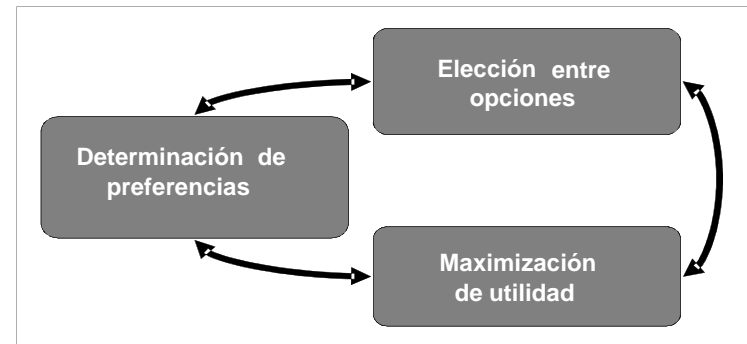 Elección entre
opciones
Determinación de
preferencias
Maximización
de utilidad